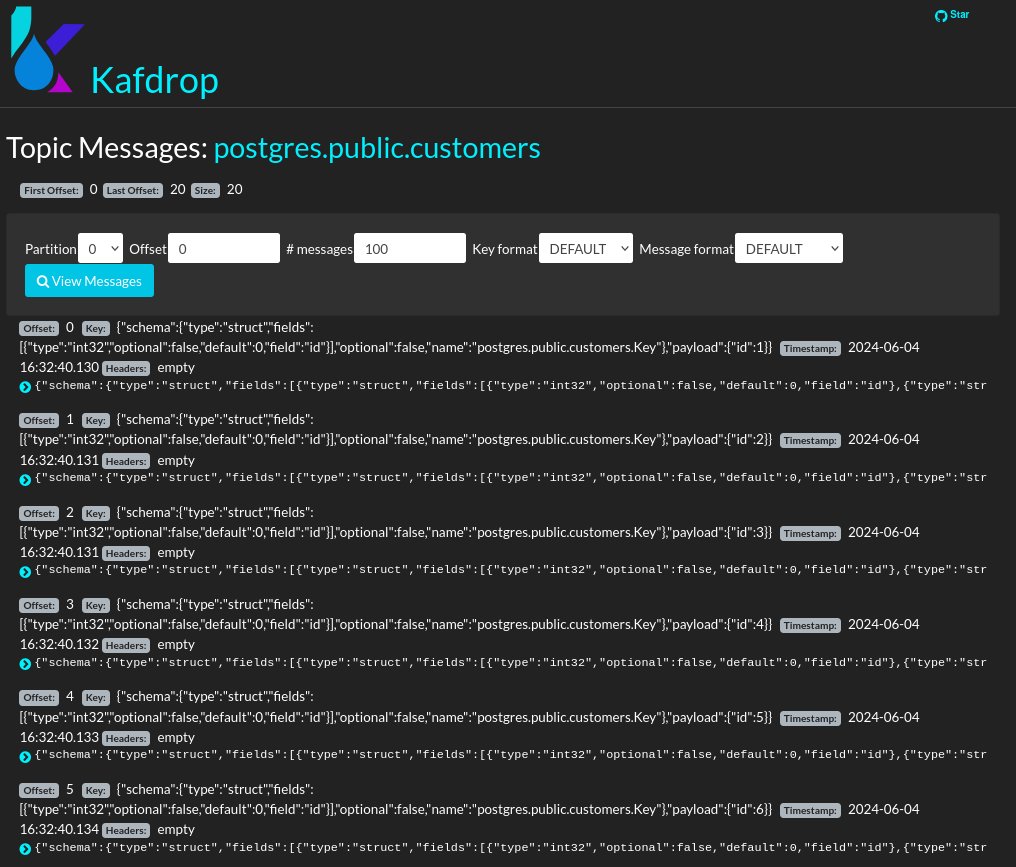 Star
Kafdrop
Topic Messages: postgres.public.customers
First Offset: 0 Last Offset: 20 Size: 20
Partition 0 Offset 0 # messages 100 Key format DEFAULT Message format DEFAULT
View Messages
Offset: 0 Key: {"schema":{"type":"struct","fields":
[{"type":"int32","optional":false,"default":0,"field":"id"}],"optional":false,"name":"postgres.public.customers.Key"},"payload":{"id":1}} Timestamp: 2024-06-04
16:32:40.130 Headers: empty
{"schema":{"type":"struct","fields":[{"type":"struct","fields":[{"type":"int32","optional":false,"default":0,"field":"id"},{"type":"str
Offset: 1 Key: {"schema":{"type":"struct","fields":
[{"type":"int32","optional":false,"default":0,"field":"id"}],"optional":false,"name":"postgres.public.customers.Key"},"payload":{"id":2}} Timestamp: 2024-06-04
16:32:40.131 Headers: empty
{"schema":{"type":"struct","fields":[{"type":"struct","fields":[{"type":"int32","optional":false,"default":0,"field":"id"},{"type":"str
Offset: 2 Key: {"schema":{"type":"struct","fields":
[{"type":"int32","optional":false,"default":0,"field":"id"}],"optional":false,"name":"postgres.public.customers.Key"},"payload":{"id":3}} Timestamp: 2024-06-04
16:32:40.131 Headers: empty
{"schema":{"type":"struct","fields":[{"type":"struct","fields":[{"type":"int32","optional":false,"default":0,"field":"id"},{"type":"str
Offset: 3 Key: {"schema":{"type":"struct","fields":
[{"type":"int32","optional":false,"default":0,"field":"id"}],"optional":false,"name":"postgres.public.customers.Key"},"payload":{"id":4}} Timestamp: 2024-06-04
16:32:40.132 Headers: empty
{"schema":{"type":"struct","fields":[{"type":"struct","fields":[{"type":"int32","optional":false,"default":0,"field":"id"},{"type":"str
Offset: 4 Key: {"schema":{"type":"struct","fields":
[{"type":"int32","optional":false,"default":0,"field":"id"}],"optional":false,"name":"postgres.public.customers.Key"},"payload":{"id":5}} Timestamp: 2024-06-04
16:32:40.133 Headers: empty
{"schema":{"type":"struct","fields":[{"type":"struct","fields":[{"type":"int32","optional":false,"default":0,"field":"id"},{"type":"str
Offset: 5 Key: {"schema":{"type":"struct","fields":
[{"type":"int32","optional":false,"default":0,"field":"id"}],"optional":false,"name":"postgres.public.customers.Key"},"payload":{"id":6}} Timestamp: 2024-06-04
16:32:40.134 Headers: empty
{"schema":{"type":"struct","fields":[{"type":"struct","fields":[{"type":"int32","optional":false,"default":0,"field":"id"},{"type":"str